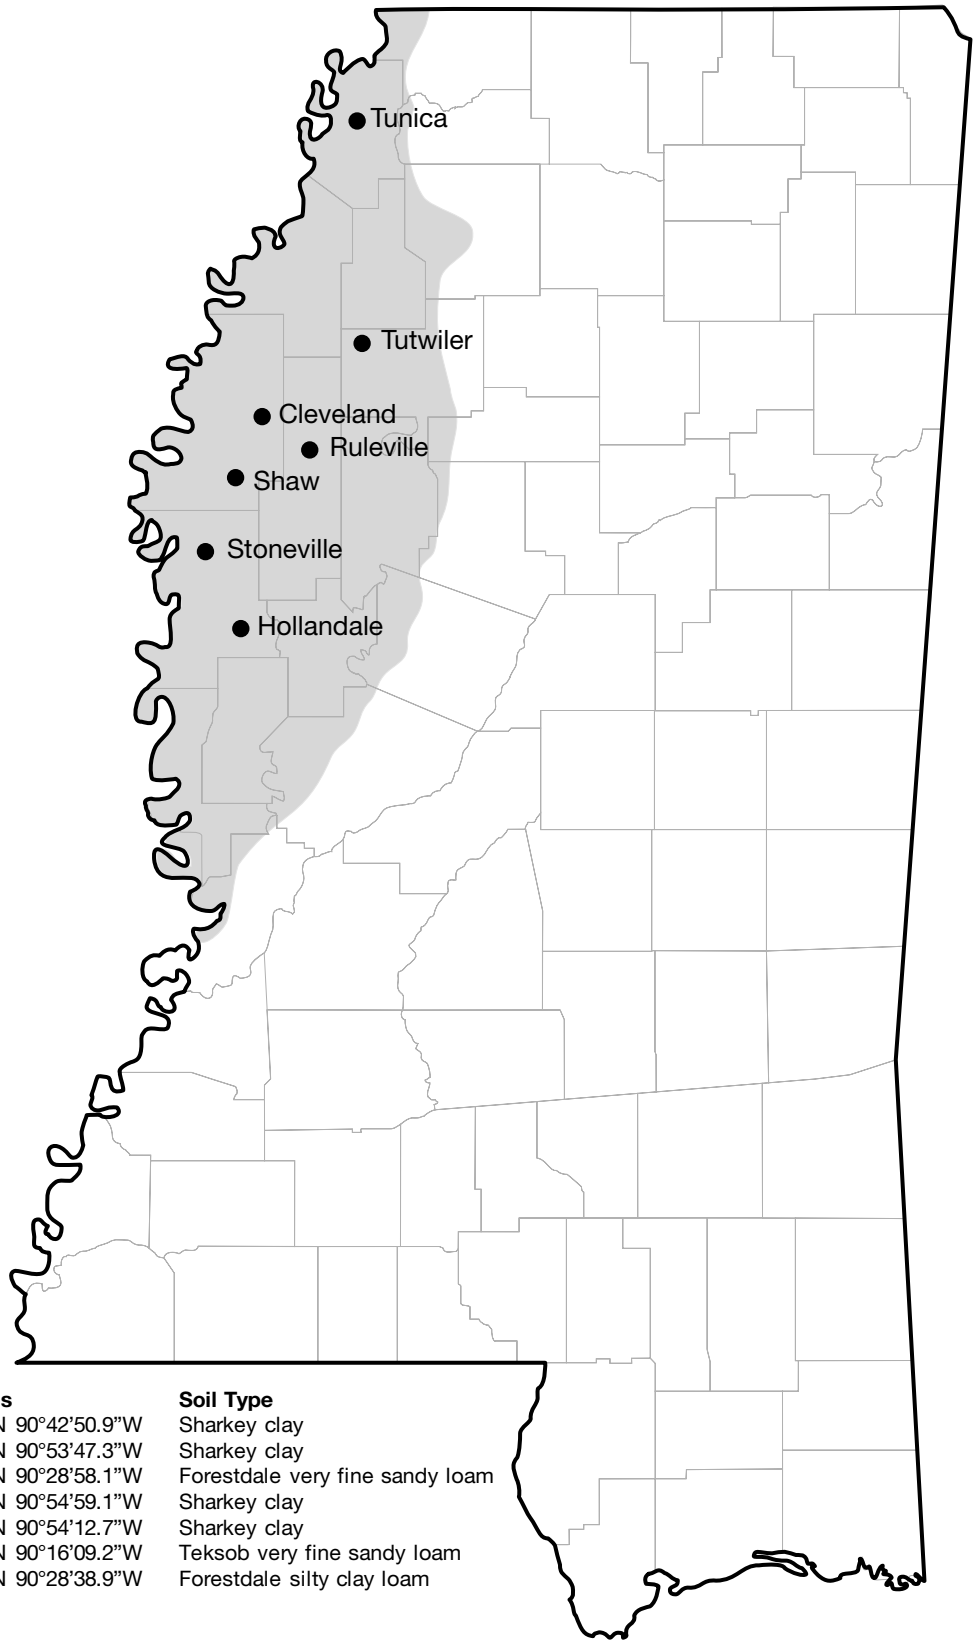 Tunica
Tutwiler
Cleveland
Ruleville
Shaw
Stoneville
Hollandale
s Soil Type
N 90°42’50.9”W Sharkey clay
N 90°53’47.3”W Sharkey clay
N 90°28’58.1”W Forestdale very fine sandy loam
N 90°54’59.1”W Sharkey clay
N 90°54’12.7”W Sharkey clay
N 90°16’09.2”W Teksob very fine sandy loam
N 90°28’38.9”W Forestdale silty clay loam